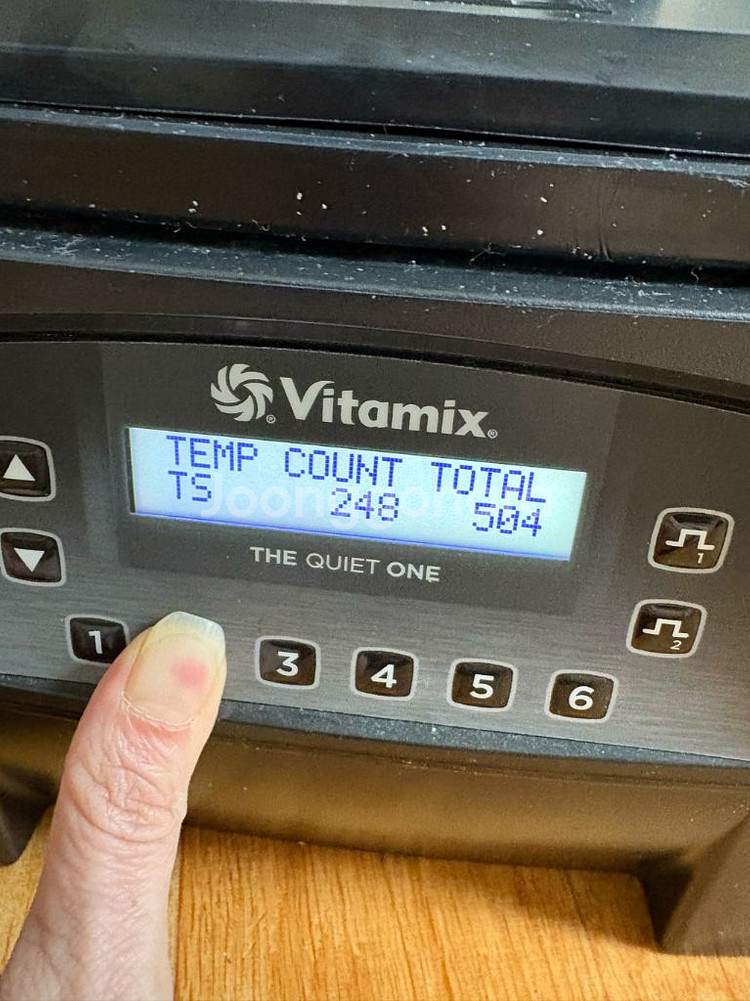 Vitamix®
TEMP COUNT TOTAL
TS 248 504
THE QUIET ONE
1
3
4
5
6
1
2